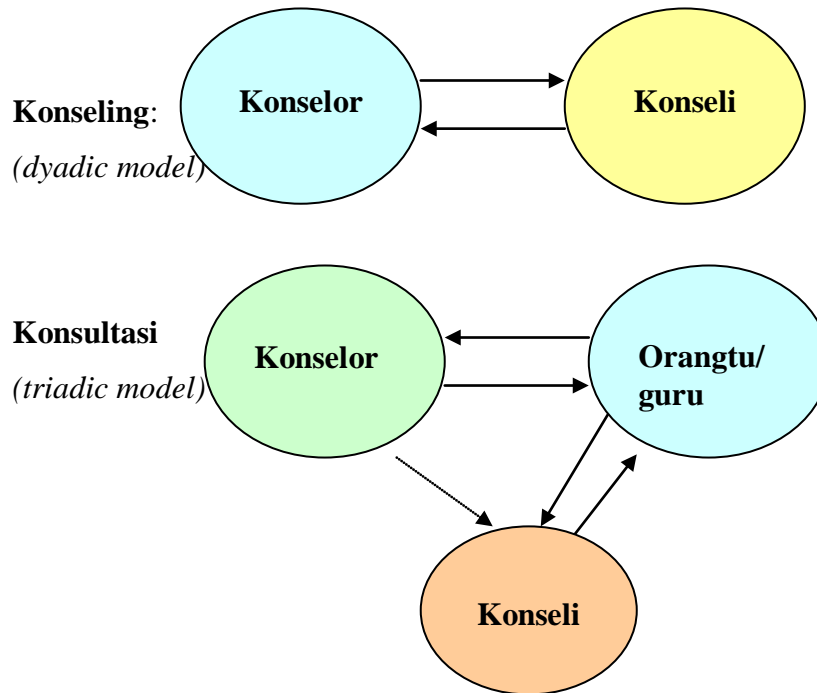 Konselor
Konseli
Konseling:
(dyadic model)
Konsultasi
(triadic model)
Konselor
Orangtu/
guru
Konseli